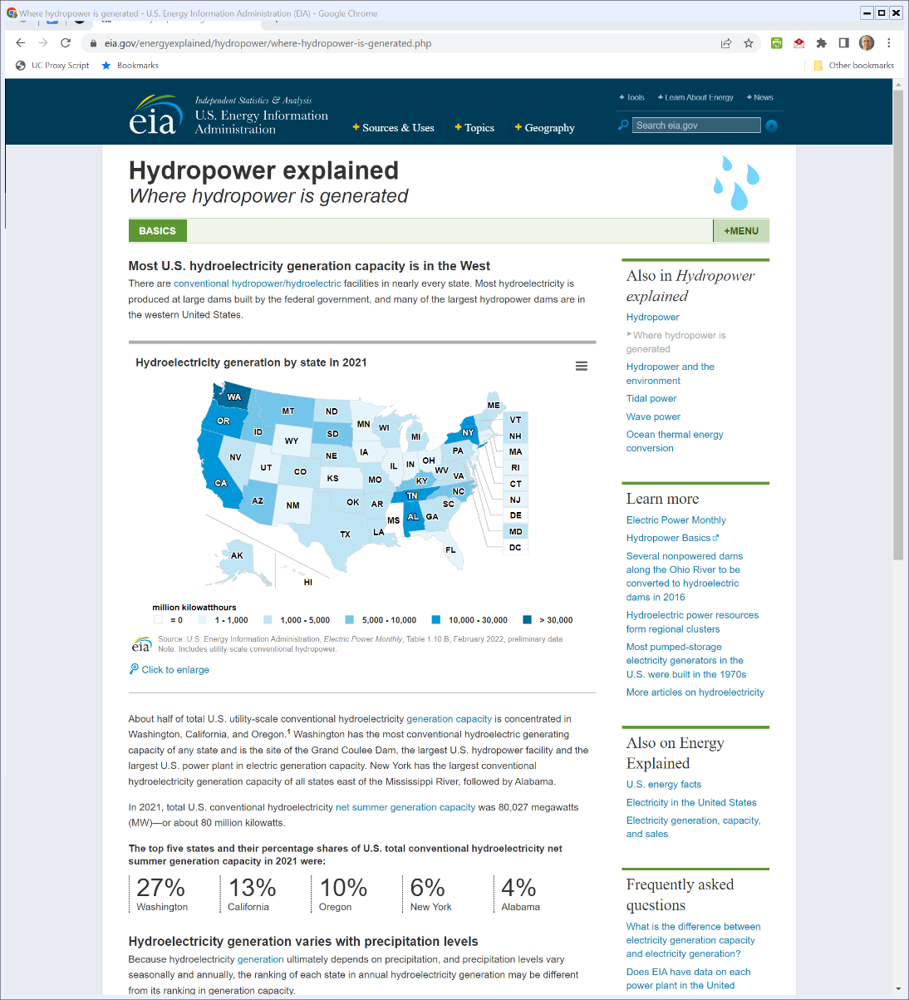 Where hydropower is generated - U.S. Energy Information Administration (EIA) - Google Chrome
eia.gov/energyexplained/hydropower/where-hydropower-is-generated.php
UC Proxy Script
Bookmarks
Other bookmarks
eia
Independent Statistics & Analysis
U.S. Energy Information
Administration
+ Sources & Uses
+ Topics
+ Geography
+ Tools
+ Learn About Energy
+ News
Search eia.gov
Hydropower explained
Where hydropower is generated
BASICS
+MENU
Most U.S. hydroelectricity generation capacity is in the West
There are conventional hydropower/hydroelectric facilities in nearly every state. Most hydroelectricity is
produced at large dams built by the federal government, and many of the largest hydropower dams are in
the western United States.
Hydroelectricity generation by state in 2021
WA
OR
CA
MT
ID
WY
NV
UT
CO
AZ
NM
ND
SD
NE
KS
OK
TX
MN
IA
MO
AR
LA
WI
IL
MI
IN
OH
KY
TN
MS
AL
GA
FL
SC
NC
VA
WV
PA
NY
ME
VT
NH
MA
RI
CT
NJ
DE
MD
DC
AK
HI
million kilowatthours
= 0
1 - 1,000
1,000 - 5,000
5,000 - 10,000
10,000 - 30,000
> 30,000
eia
Source: U.S. Energy Information Administration, Electric Power Monthly, Table 1.10.B, February 2022, preliminary data
Note: Includes utility-scale conventional hydropower.
Click to enlarge
About half of total U.S. utility-scale conventional hydroelectricity generation capacity is concentrated in
Washington, California, and Oregon.1 Washington has the most conventional hydroelectric generating
capacity of any state and is the site of the Grand Coulee Dam, the largest U.S. hydropower facility and the
largest U.S. power plant in electric generation capacity. New York has the largest conventional
hydroelectricity generation capacity of all states east of the Mississippi River, followed by Alabama.
In 2021, total U.S. conventional hydroelectricity net summer generation capacity was 80,027 megawatts
(MW)—or about 80 million kilowatts.
The top five states and their percentage shares of U.S. total conventional hydroelectricity net
summer generation capacity in 2021 were:
27%
Washington
13%
California
10%
Oregon
6%
New York
4%
Alabama
Hydroelectricity generation varies with precipitation levels
Because hydroelectricity generation ultimately depends on precipitation, and precipitation levels vary
seasonally and annually, the ranking of each state in annual hydroelectricity generation may be different
from its ranking in generation capacity.
Also in Hydropower
explained
Hydropower
Where hydropower is
generated
Hydropower and the
environment
Tidal power
Wave power
Ocean thermal energy
conversion
Learn more
Electric Power Monthly
Hydropower Basics
Several nonpowered dams
along the Ohio River to be
converted to hydroelectric
dams in 2016
Hydroelectric power resources
form regional clusters
Most pumped-storage
electricity generators in the
U.S. were built in the 1970s
More articles on hydroelectricity
Also on Energy
Explained
U.S. energy facts
Electricity in the United States
Electricity generation, capacity,
and sales
Frequently asked
questions
What is the difference between
electricity generation capacity
and electricity generation?
Does EIA have data on each
power plant in the United